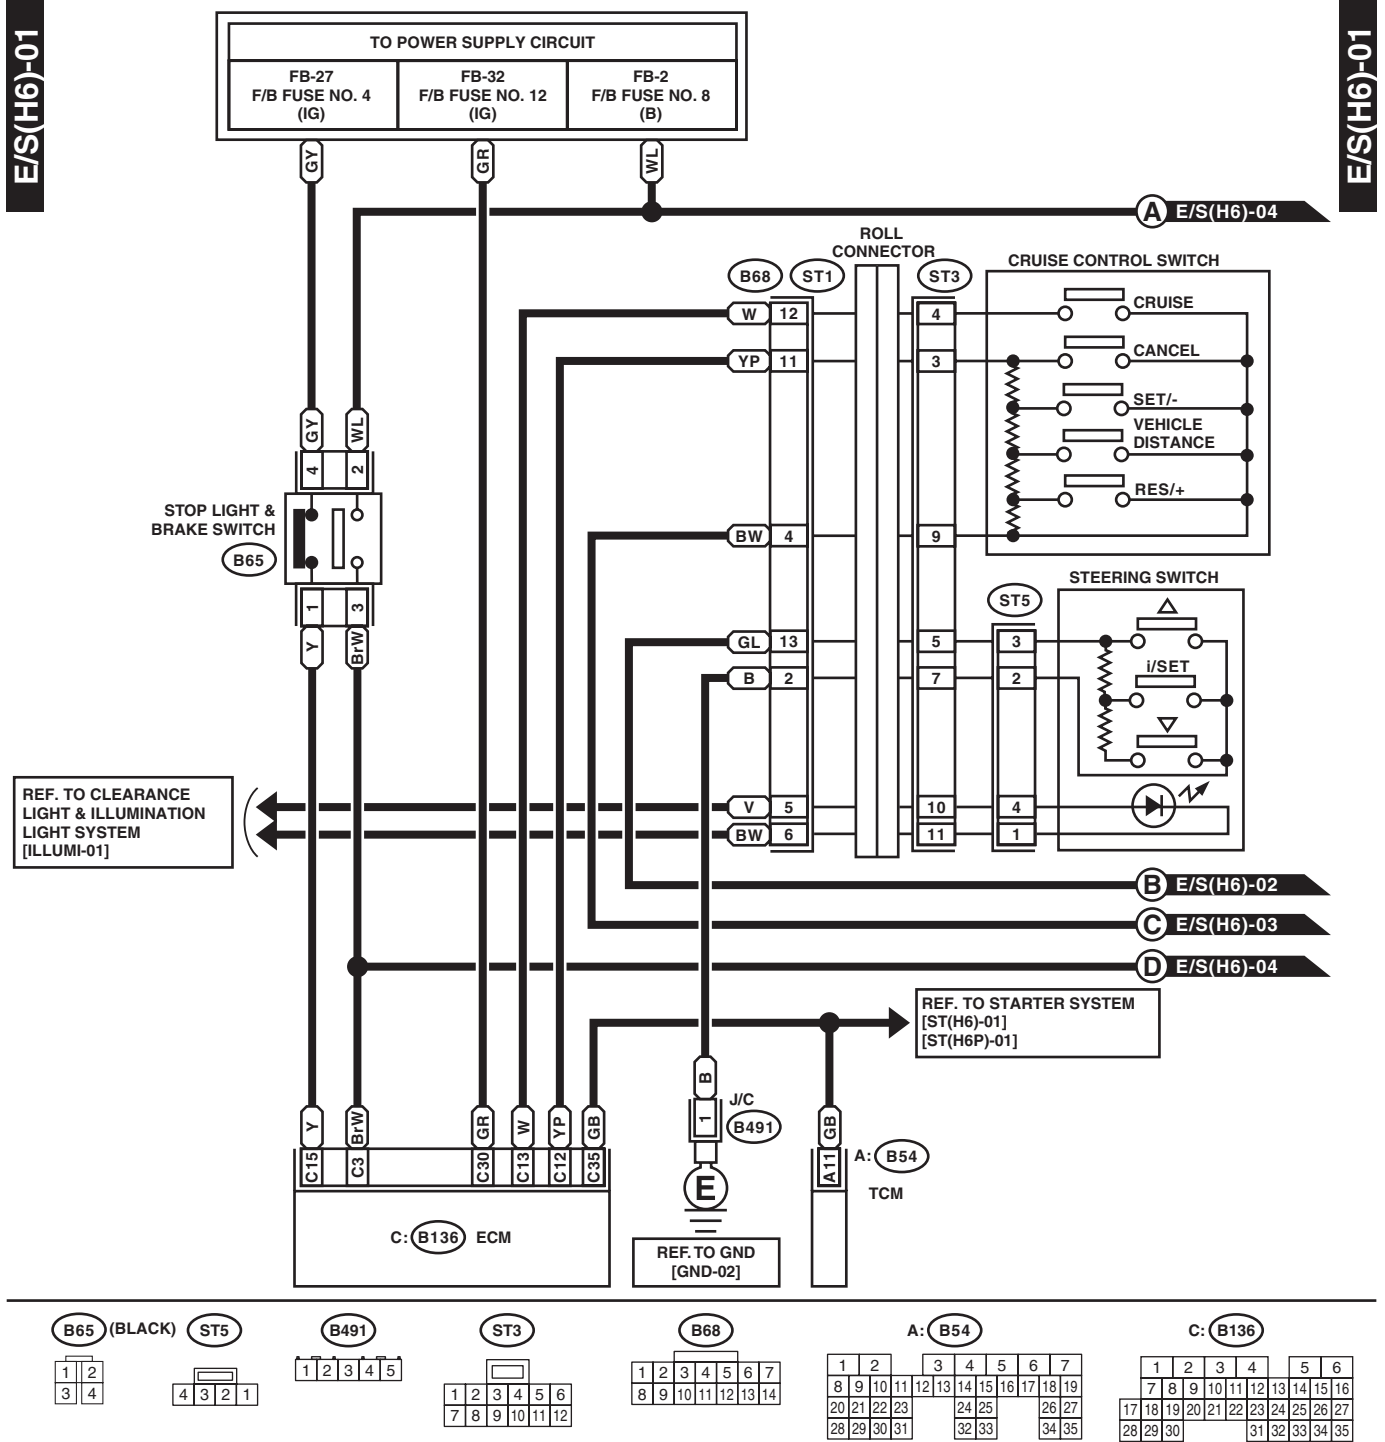 E/S(H6)-01
E/S(H6)-01
TO POWER SUPPLY CIRCUIT
FB-27
F/B FUSE NO. 4
(IG)
FB-32
F/B FUSE NO. 12
(IG)
FB-2
F/B FUSE NO. 8
(B)
GY
GR
WL
A E/S(H6)-04
ROLL
CONNECTOR
B68 ST1 ST3
CRUISE CONTROL SWITCH
W 12 4 CRUISE
YP 11 3 CANCEL
SET/-
VEHICLE
DISTANCE
RES/+
GY WL
4 2
STOP LIGHT &
BRAKE SWITCH
B65
BW 4 9
1 3
Y BrW
STEERING SWITCH
ST5
GL 13 5 3
i/SET
B 2 7 2
REF. TO CLEARANCE
LIGHT & ILLUMINATION
LIGHT SYSTEM
[ILLUMI-01]
V 5 10 4
BW 6 11 1
B E/S(H6)-02
C E/S(H6)-03
D E/S(H6)-04
REF. TO STARTER SYSTEM
[ST(H6)-01]
[ST(H6P)-01]
B
J/C
1
B491
Y BrW GR W YP GB
GB
C15 C3 C30 C13 C12 C35
A11
A: B54
TCM
E
C: B136 ECM
REF. TO GND
[GND-02]
B65 (BLACK)
1 2
3 4
ST5
4 3 2 1
B491
1 2 3 4 5
ST3
1 2 3 4 5 6
7 8 9 10 11 12
B68
1 2 3 4 5 6 7
8 9 10 11 12 13 14
A: B54
1 2 3 4 5 6 7
8 9 10 11 12 13 14 15 16 17 18 19
20 21 22 23 24 25 26 27
28 29 30 31 32 33 34 35
C: B136
1 2 3 4 5 6
7 8 9 10 11 12 13 14 15 16
17 18 19 20 21 22 23 24 25 26 27
28 29 30 31 32 33 34 35